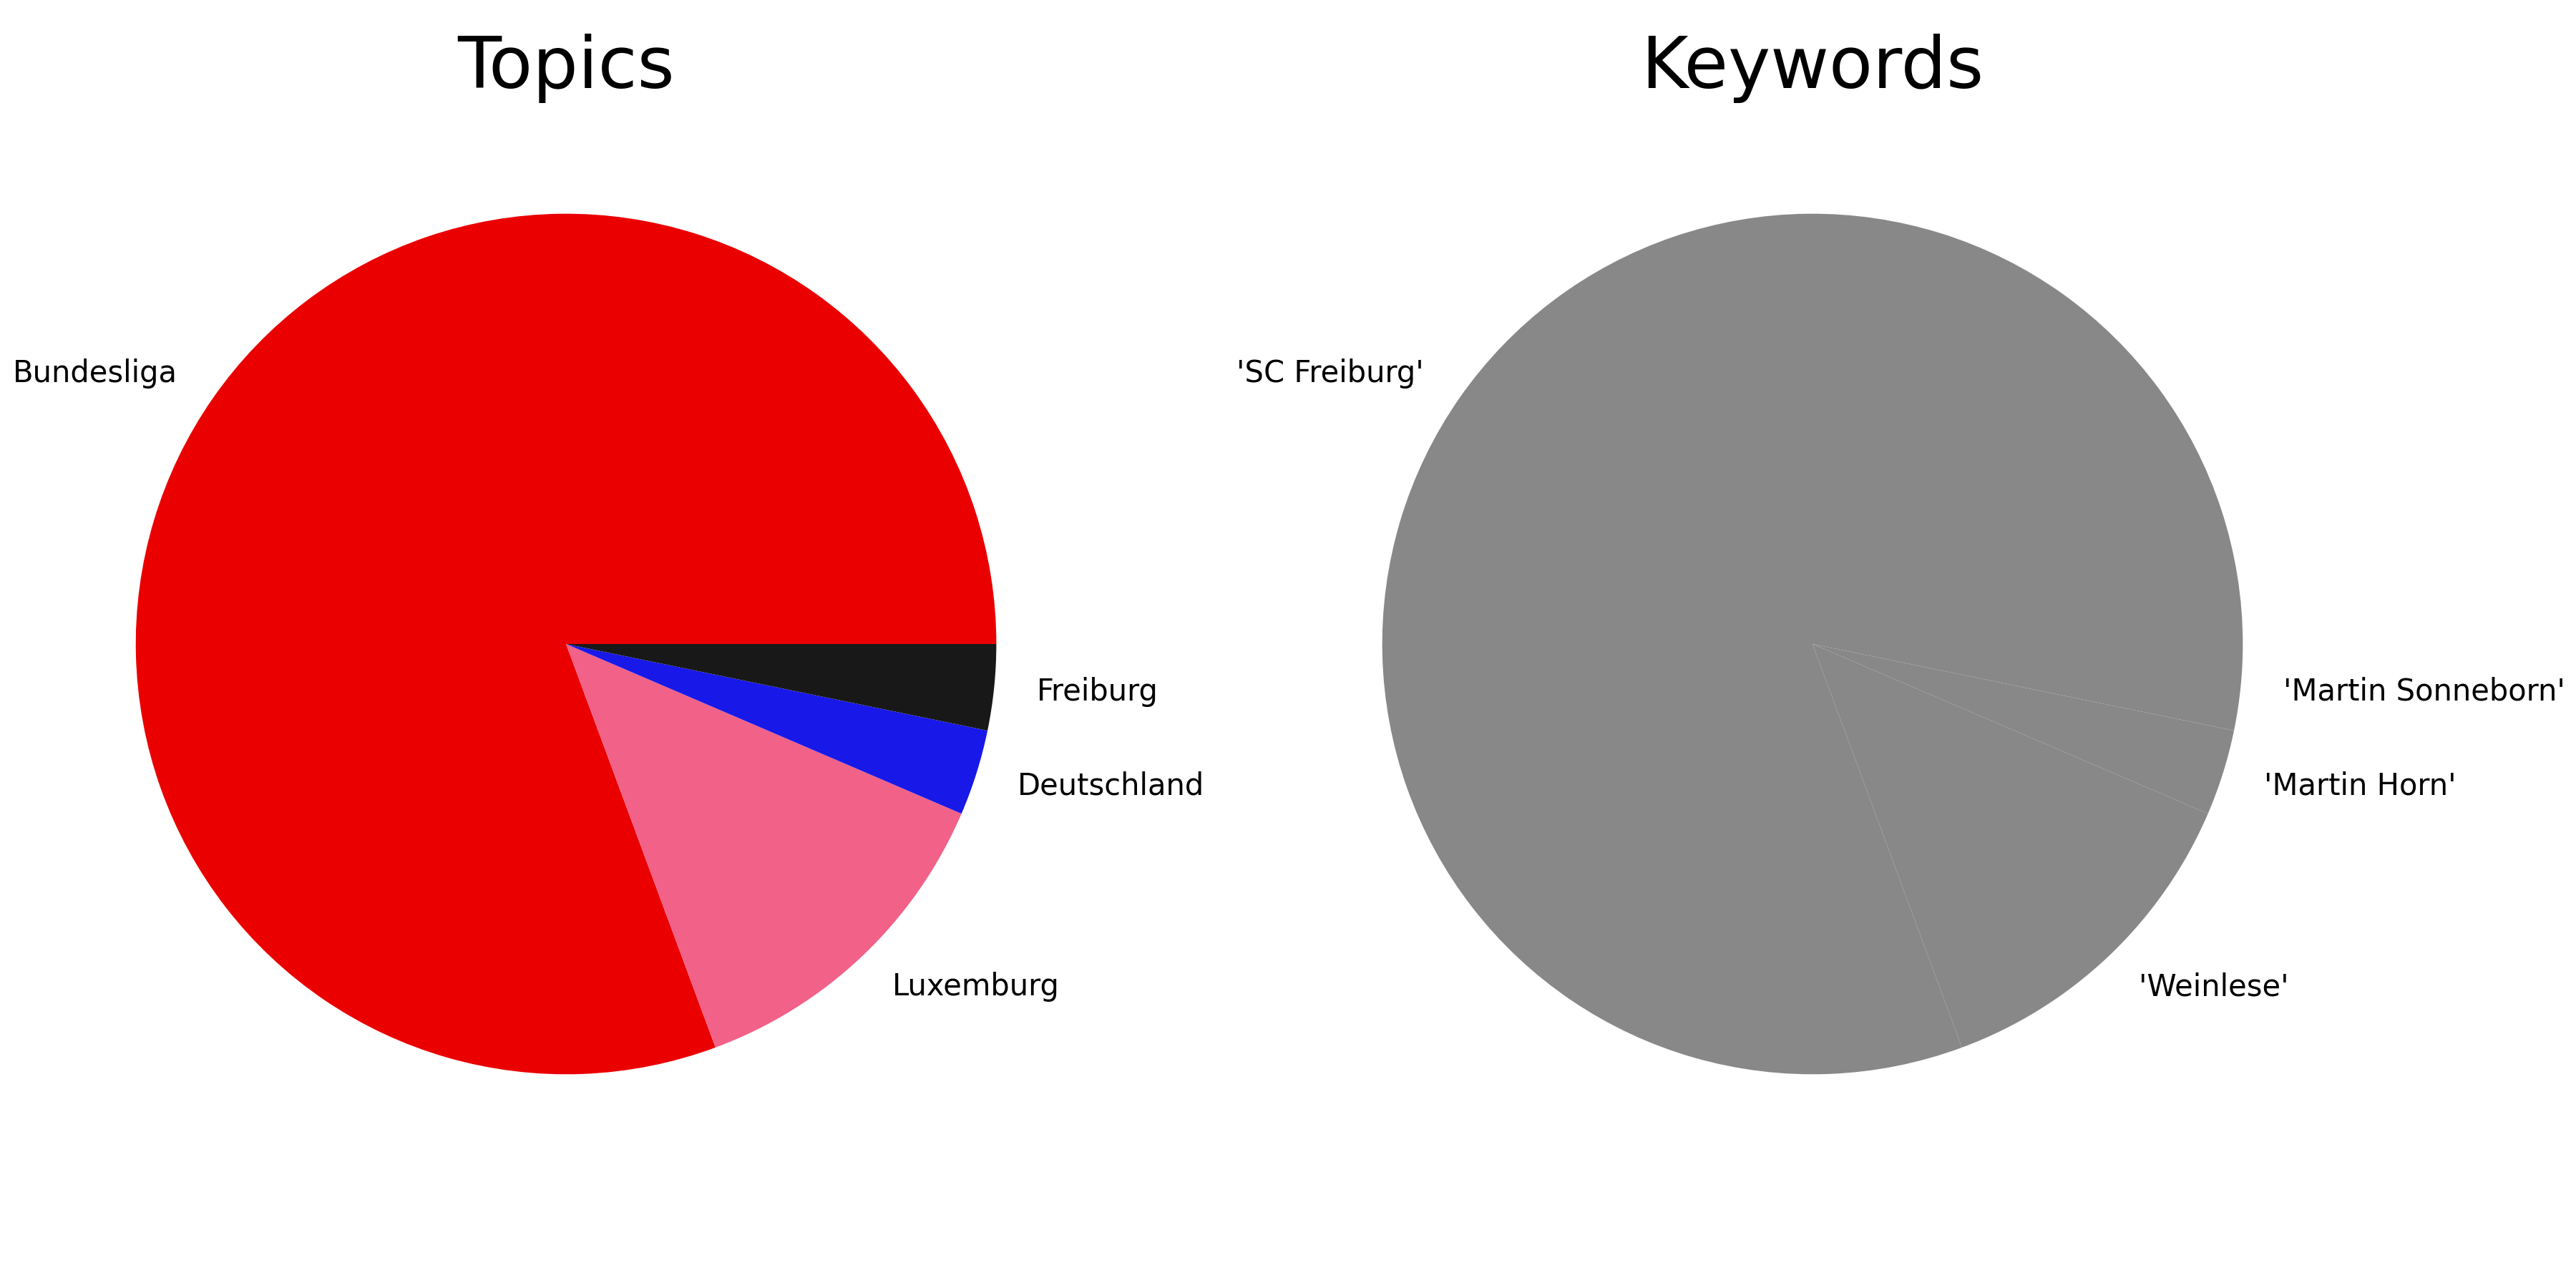 Topics
Bundesliga
Freiburg
Deutschland
Luxemburg
Keywords
'SC Freiburg'
'Martin Sonneborn'
'Martin Horn'
'Weinlese'